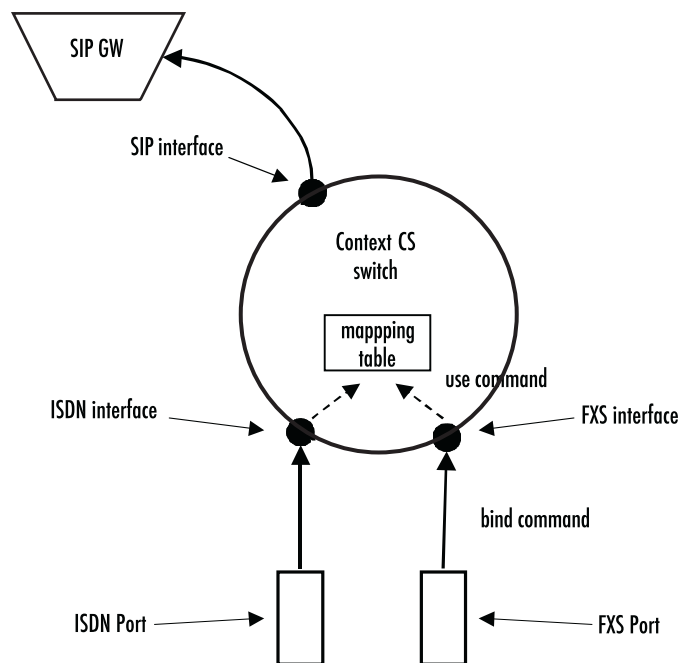 SIP GW
SIP interface
Context CS
switch
mappping
table
use command
ISDN interface
FXS interface
bind command
ISDN Port
FXS Port